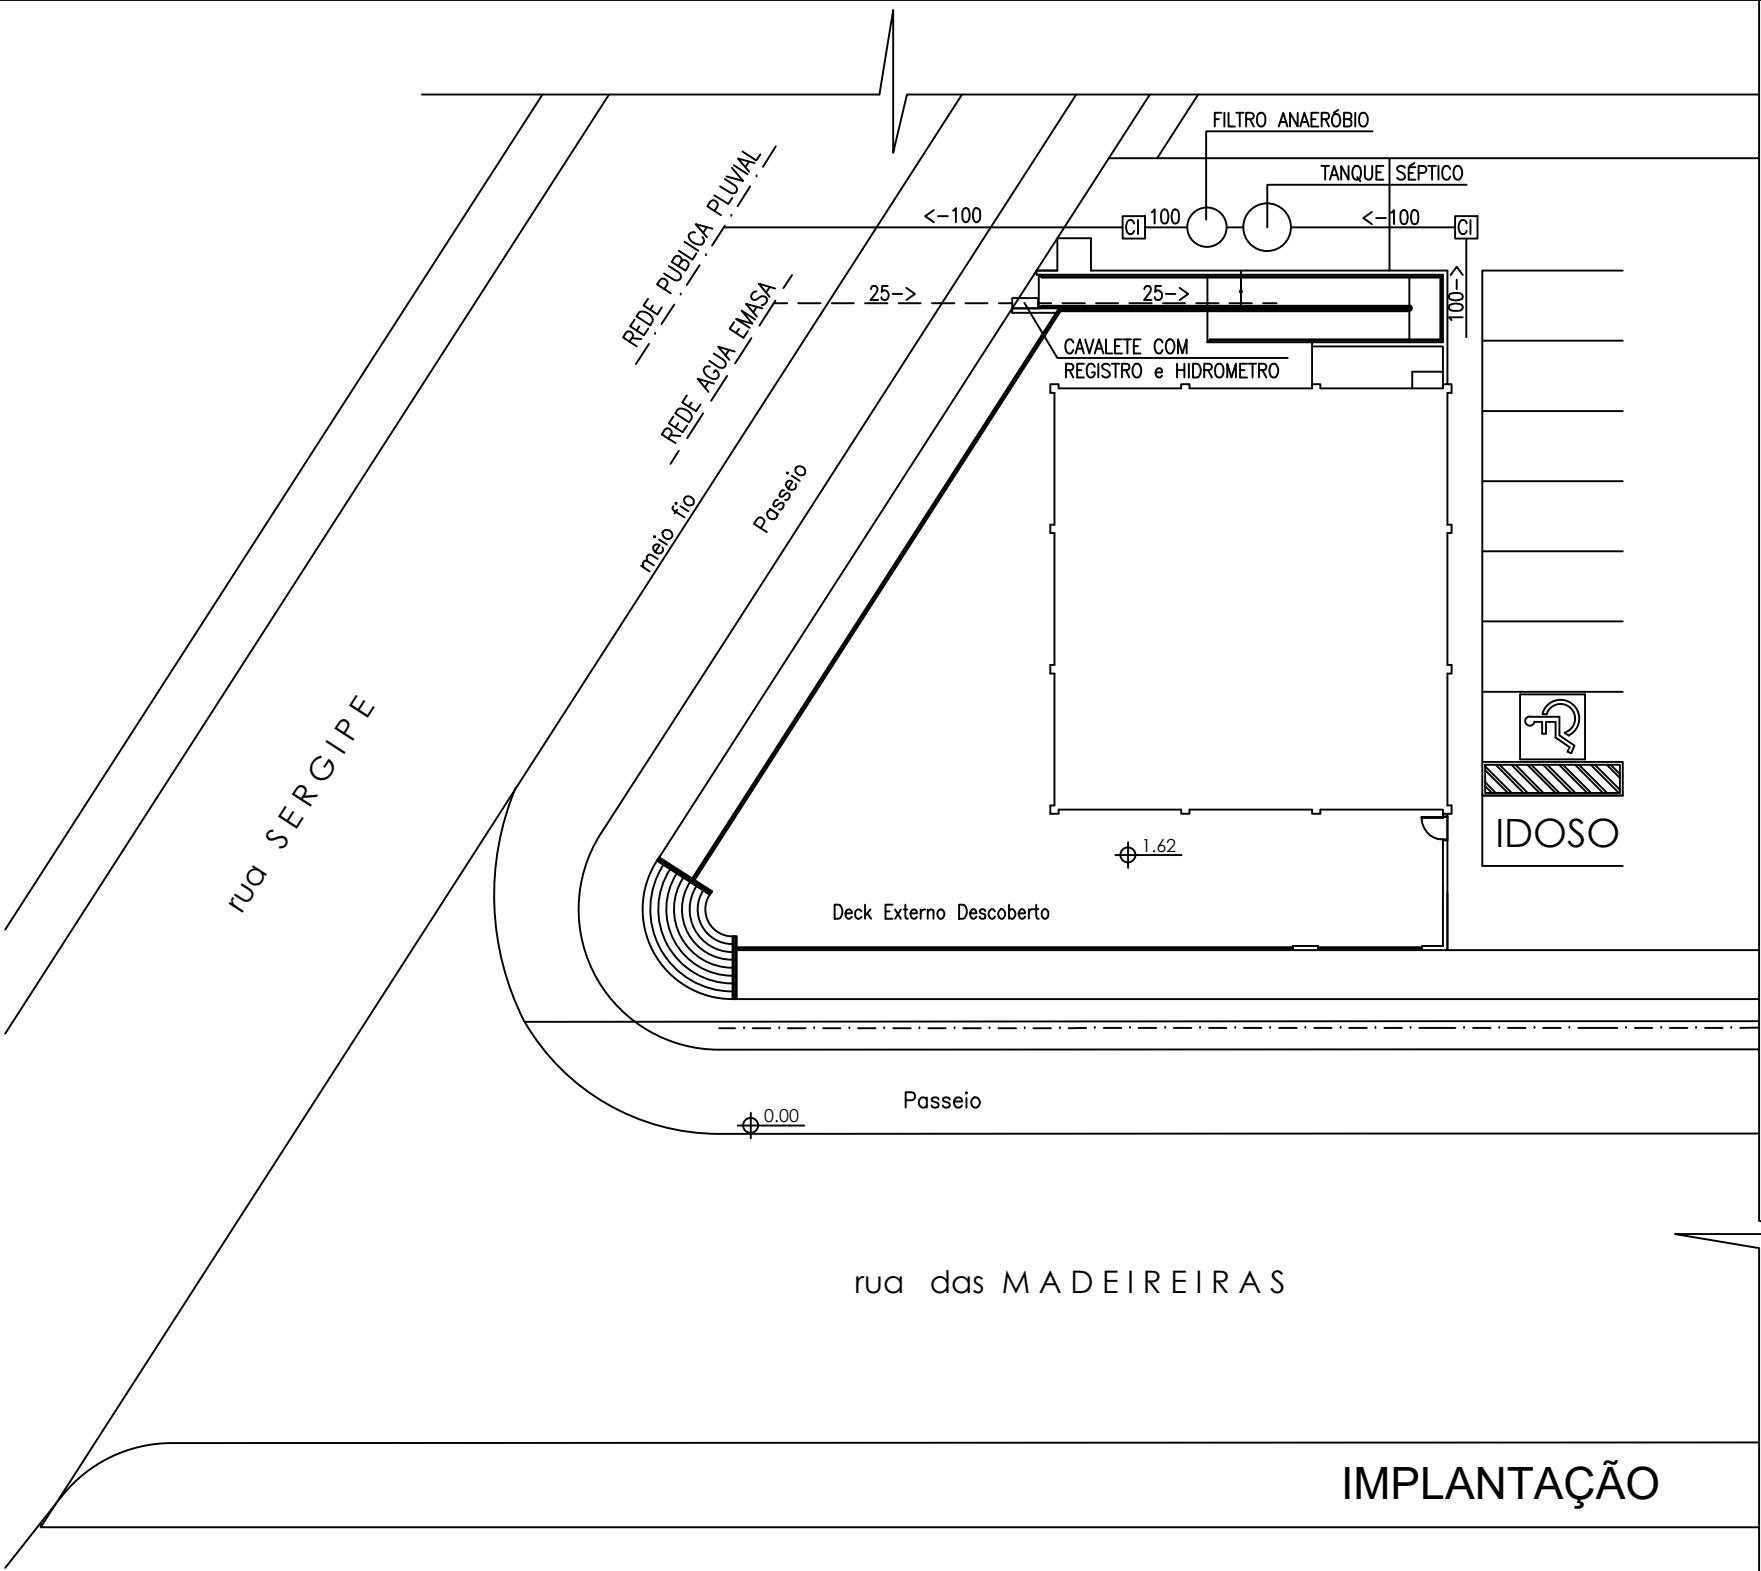 FILTRO ANAERÓBIO
TANQUE SÉPTICO
REDE PUBLICA PLUVIAL
<-100
CI
100
<-100
CI
REDE AGUA EMASA
25->
25->
100->
CAVALETE COM
REGISTRO e HIDROMETRO
meio fio
Passeio
rua SERGIPE
IDOSO
1.62
Deck Externo Descoberto
Passeio
0.00
rua das MADEIREIRAS
IMPLANTAÇÃO